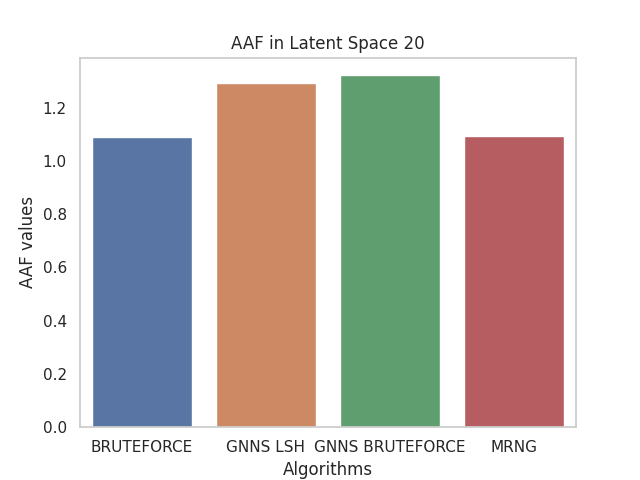 AAF in Latent Space 20
AAF values
1.2
1.0
0.8
0.6
0.4
0.2
0.0
BRUTEFORCE GNNS LSH GNNS BRUTEFORCE MRNG
Algorithms